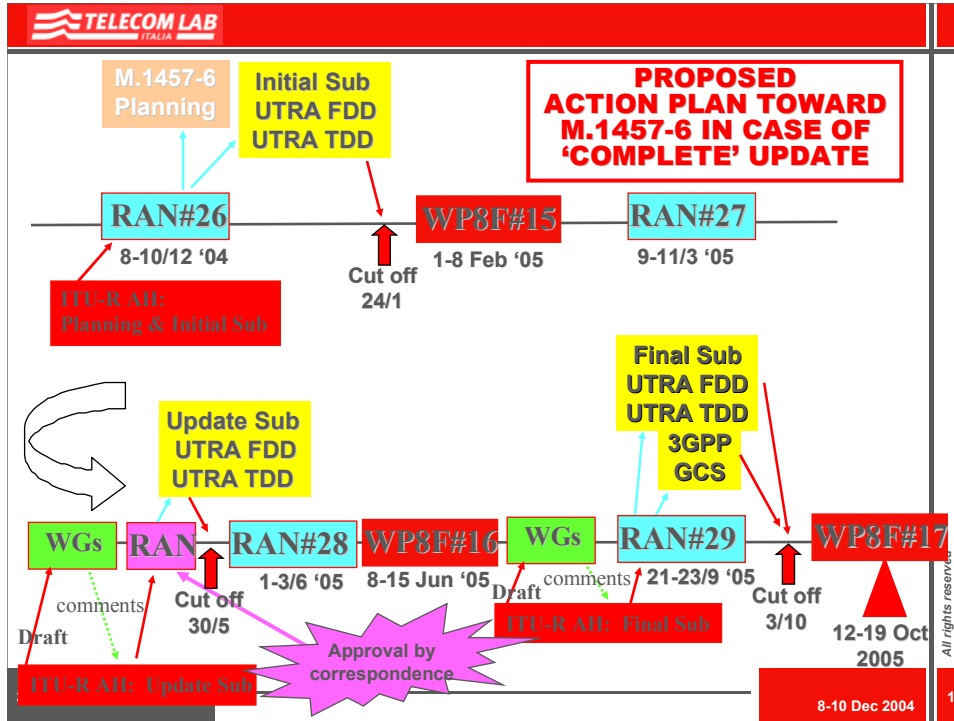 TELECOM LAB
ITALIA
M.1457-6
Planning
Initial Sub
UTRA FDD
UTRA TDD
PROPOSED
ACTION PLAN TOWARD
M.1457-6 IN CASE OF
‘COMPLETE’ UPDATE
RAN#26
WP8F#15
RAN#27
8-10/12 ‘04
1-8 Feb ‘05
9-11/3 ‘05
Cut off
24/1
ITU-R AH:
Planning & Initial Sub
Final Sub
UTRA FDD
UTRA TDD
3GPP
GCS
Update Sub
UTRA FDD
UTRA TDD
WGs
RAN
RAN#28
WP8F#16
WGs
RAN#29
WP8F#17
1-3/6 ‘05
8-15 Jun ‘05
21-23/9 ‘05
comments
Cut off
30/5
Draft
comments
Draft
Cut off
3/10
ITU-R AH:  Final Sub
12-19 Oct
2005
Approval by
correspondence
ITU-R AH:  Update Sub
All rights reserved
8-10 Dec 2004
1